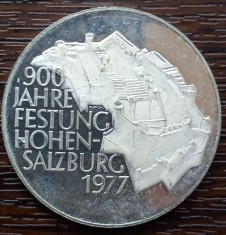 900
JAHRE
FESTUNG
HOHEN-
SALZBURG
1977